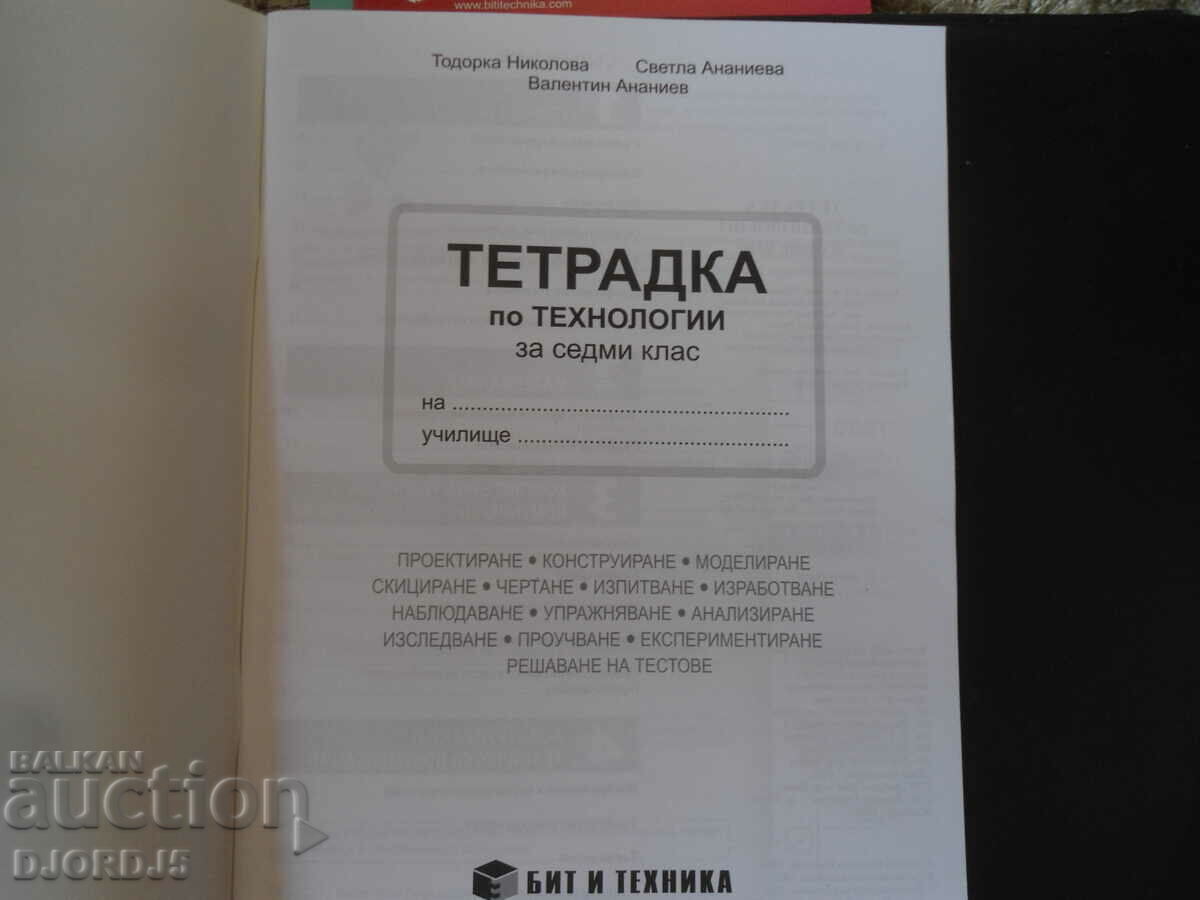 www.bititechnika.com
Тодорка Николова Светла Ананиева
Валентин Ананиев
ТЕТРАДКА
по ТЕХНОЛОГИИ
за седми клас
на ........................................................
училище .............................................
ПРОЕКТИРАНЕ • КОНСТРУИРАНЕ • МОДЕЛИРАНЕ
СКИЦИРАНЕ • ЧЕРТАНЕ • ИЗПИТВАНЕ • ИЗРАБОТВАНЕ
НАБЛЮДАВАНЕ • УПРАЖНЯВАНЕ • АНАЛИЗИРАНЕ
ИЗСЛЕДВАНЕ • ПРОУЧВАНЕ • ЕКСПЕРИМЕНТИРАНЕ
РЕШАВАНЕ НА ТЕСТОВЕ
БИТ И ТЕХНИКА
BALKAN
auction
DJORDJ5